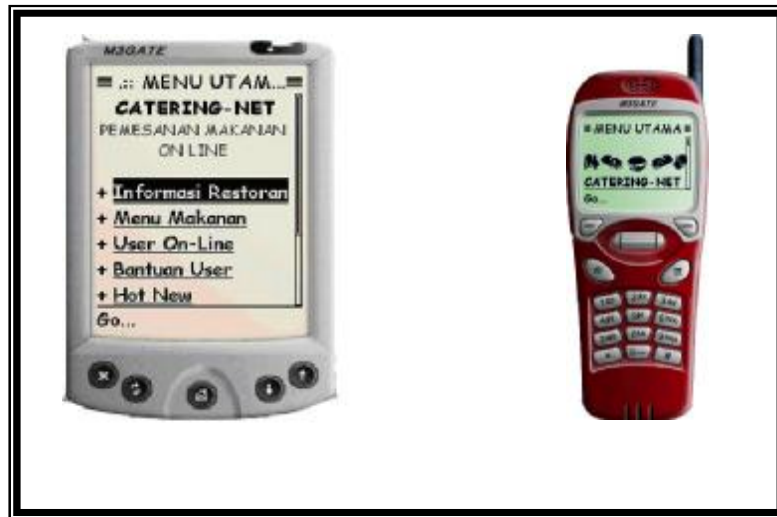 M3GATE
.:: MENU UTAM...
CATERING-NET
PEMESANAN MAKANAN
ON LINE
+ Informasi Restoran
+ Menu Makanan
+ User On-Line
+ Bantuan User
+ Hot New
Go...
M3GATE
MENU UTAMA
CATERING-NET
Go...